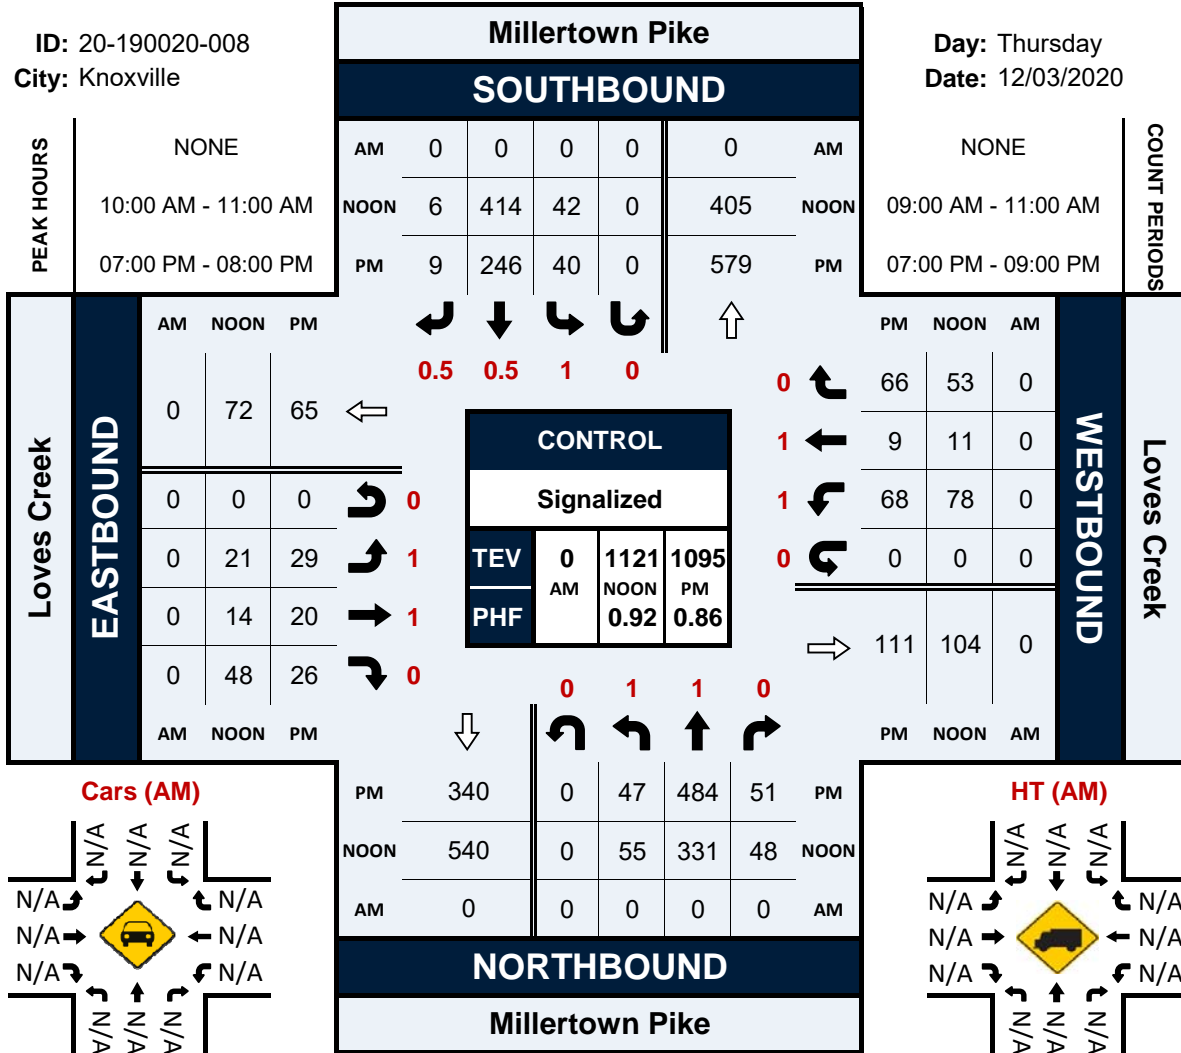 ID: 20-190020-008
City: Knoxville
Millertown Pike
SOUTHBOUND
Day: Thursday
Date: 12/03/2020
PEAK HOURS
NONE
10:00 AM - 11:00 AM
07:00 PM - 08:00 PM
AM 0 0 0 0 0 AM
NOON 6 414 42 0 405 NOON
PM 9 246 40 0 579 PM
NONE
09:00 AM - 11:00 AM
07:00 PM - 09:00 PM
COUNT PERIODS
0.5 0.5 1 0
Loves Creek
EASTBOUND
AM NOON PM
0 72 65
0 0 0 0
0 21 29 1
0 14 20 1
0 48 26 0
AM NOON PM
CONTROL
Signalized
TEV 0 1121 1095
AM NOON PM
PHF 0.92 0.86
PM NOON AM
0 66 53 0
1 9 11 0
1 68 78 0
0 0 0 0
111 104 0
PM NOON AM
WESTBOUND
Loves Creek
0 1 1 0
PM 340 0 47 484 51 PM
NOON 540 0 55 331 48 NOON
AM 0 0 0 0 0 AM
NORTHBOUND
Millertown Pike
Cars (AM)
N/A N/A N/A
N/A N/A
N/A N/A
N/A N/A
N/A N/A N/A
HT (AM)
N/A N/A N/A
N/A N/A
N/A N/A
N/A N/A
N/A N/A N/A